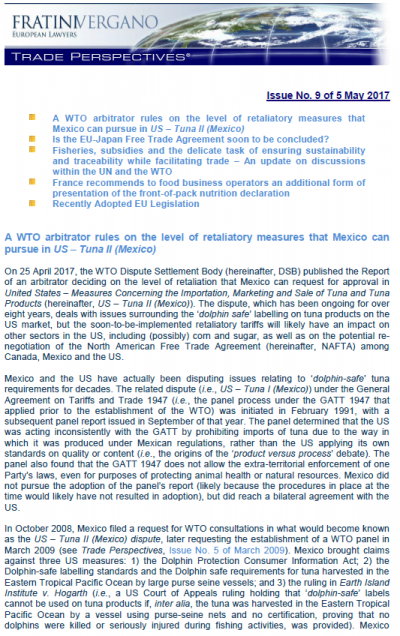 FRATINIVERGANO
EUROPEAN LAWYERS
TRADE PERSPECTIVES®
Issue No. 9 of 5 May 2017
A WTO arbitrator rules on the level of retaliatory measures that
Mexico can pursue in US – Tuna II (Mexico)
Is the EU-Japan Free Trade Agreement soon to be concluded?
Fisheries, subsidies and the delicate task of ensuring sustainability
and traceability while facilitating trade – An update on discussions
within the UN and the WTO
France recommends to food business operators an additional form of
presentation of the front-of-pack nutrition declaration
Recently Adopted EU Legislation
A WTO arbitrator rules on the level of retaliatory measures that Mexico can
pursue in US – Tuna II (Mexico)
On 25 April 2017, the WTO Dispute Settlement Body (hereinafter, DSB) published the Report
of an arbitrator deciding on the level of retaliation that Mexico can request for approval in
United States – Measures Concerning the Importation, Marketing and Sale of Tuna and Tuna
Products (hereinafter, US – Tuna II (Mexico)). The dispute, which has been ongoing for over
eight years, deals with issues surrounding the ‘dolphin safe’ labelling on tuna products on the
US market, but the soon-to-be-implemented retaliatory tariffs will likely have an impact on
other sectors in the US, including (possibly) corn and sugar, as well as on the potential re-
negotiation of the North American Free Trade Agreement (hereinafter, NAFTA) among
Canada, Mexico and the US.
Mexico and the US have actually been disputing issues relating to ‘dolphin-safe’ tuna
requirements for decades. The related dispute (i.e., US – Tuna I (Mexico)) under the General
Agreement on Tariffs and Trade 1947 (i.e., the panel process under the GATT 1947 that
applied prior to the establishment of the WTO) was initiated in February 1991, with a
subsequent panel report issued in September of that year. The panel determined that the US
was acting inconsistently with the GATT by prohibiting imports of tuna due to the way in
which it was produced under Mexican regulations, rather than the US applying its own
standards on quality or content (i.e., the origins of the ‘product versus process’ debate). The
panel also found that the GATT 1947 does not allow the extra-territorial enforcement of one
Party's laws, even for purposes of protecting animal health or natural resources. Mexico did
not pursue the adoption of the panel's report (likely because the procedures in place at the
time would likely have not resulted in adoption), but did reach a bilateral agreement with the
US.
In October 2008, Mexico filed a request for WTO consultations in what would become known
as the US – Tuna II (Mexico) dispute, later requesting the establishment of a WTO panel in
March 2009 (see Trade Perspectives, Issue No. 5 of March 2009). Mexico brought claims
against three US measures: 1) the Dolphin Protection Consumer Information Act; 2) the
Dolphin-safe labelling standards and the Dolphin safe requirements for tuna harvested in the
Eastern Tropical Pacific Ocean by large purse seine vessels; and 3) the ruling in Earth Island
Institute v. Hogarth (i.e., a US Court of Appeals ruling holding that ‘dolphin-safe’ labels
cannot be used on tuna products if, inter alia, the tuna was harvested in the Eastern Tropical
Pacific Ocean by a vessel using purse-seine nets and no certification, proving that no
dolphins were killed or seriously injured during fishing activities, was provided). Mexico